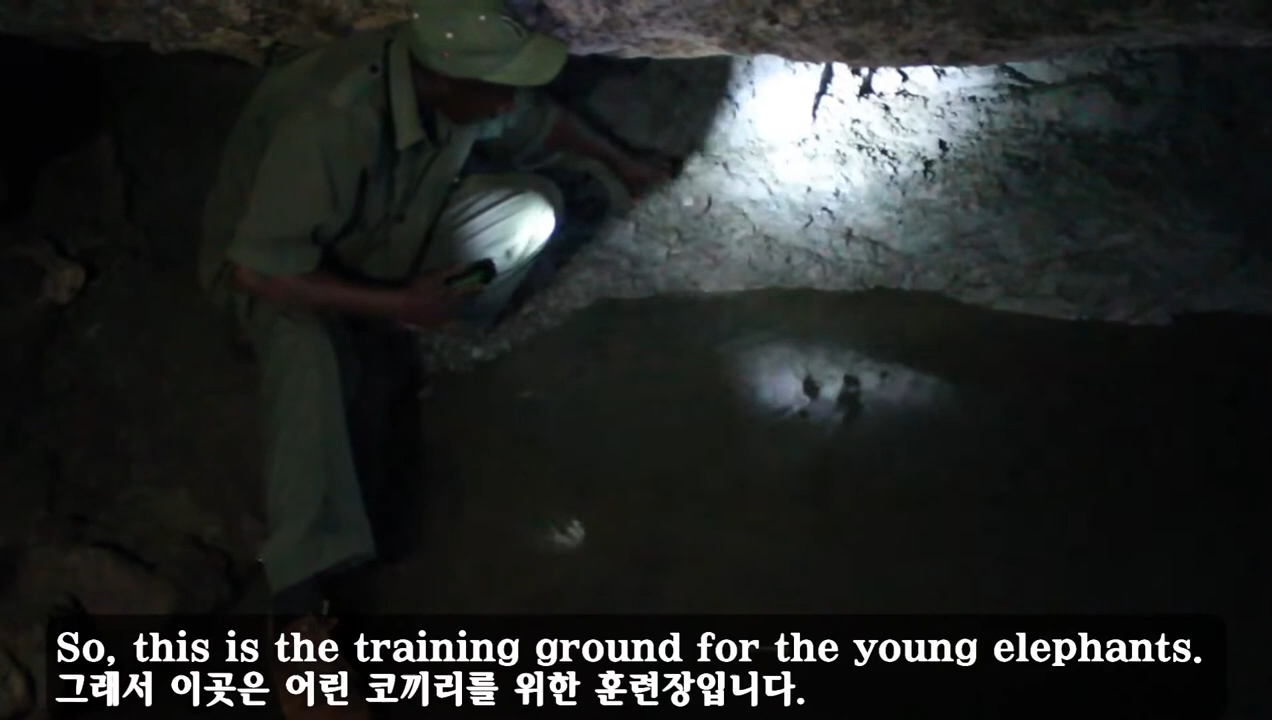 So, this is the training ground for the young elephants.
그래서 이곳은 어린 코끼리를 위한 훈련장입니다.